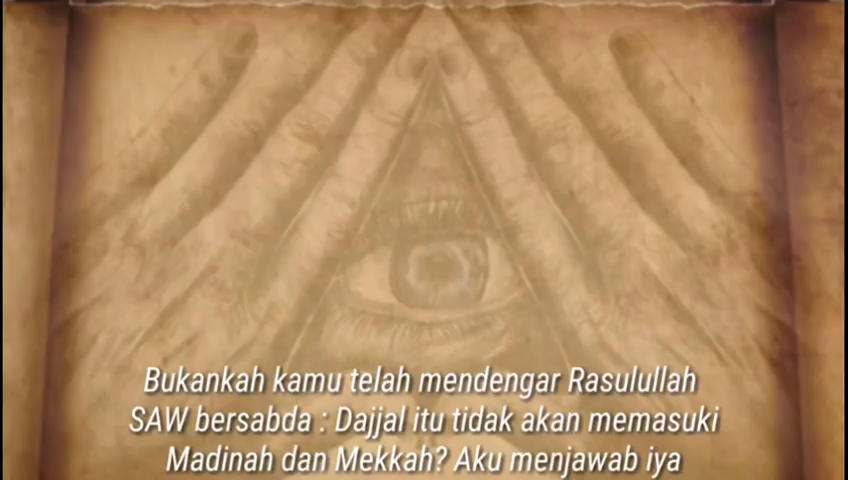 Bukankah kamu telah mendengar Rasulullah
SAW bersabda : Dajjal itu tidak akan memasuki
Madinah dan Mekkah? Aku menjawab iya